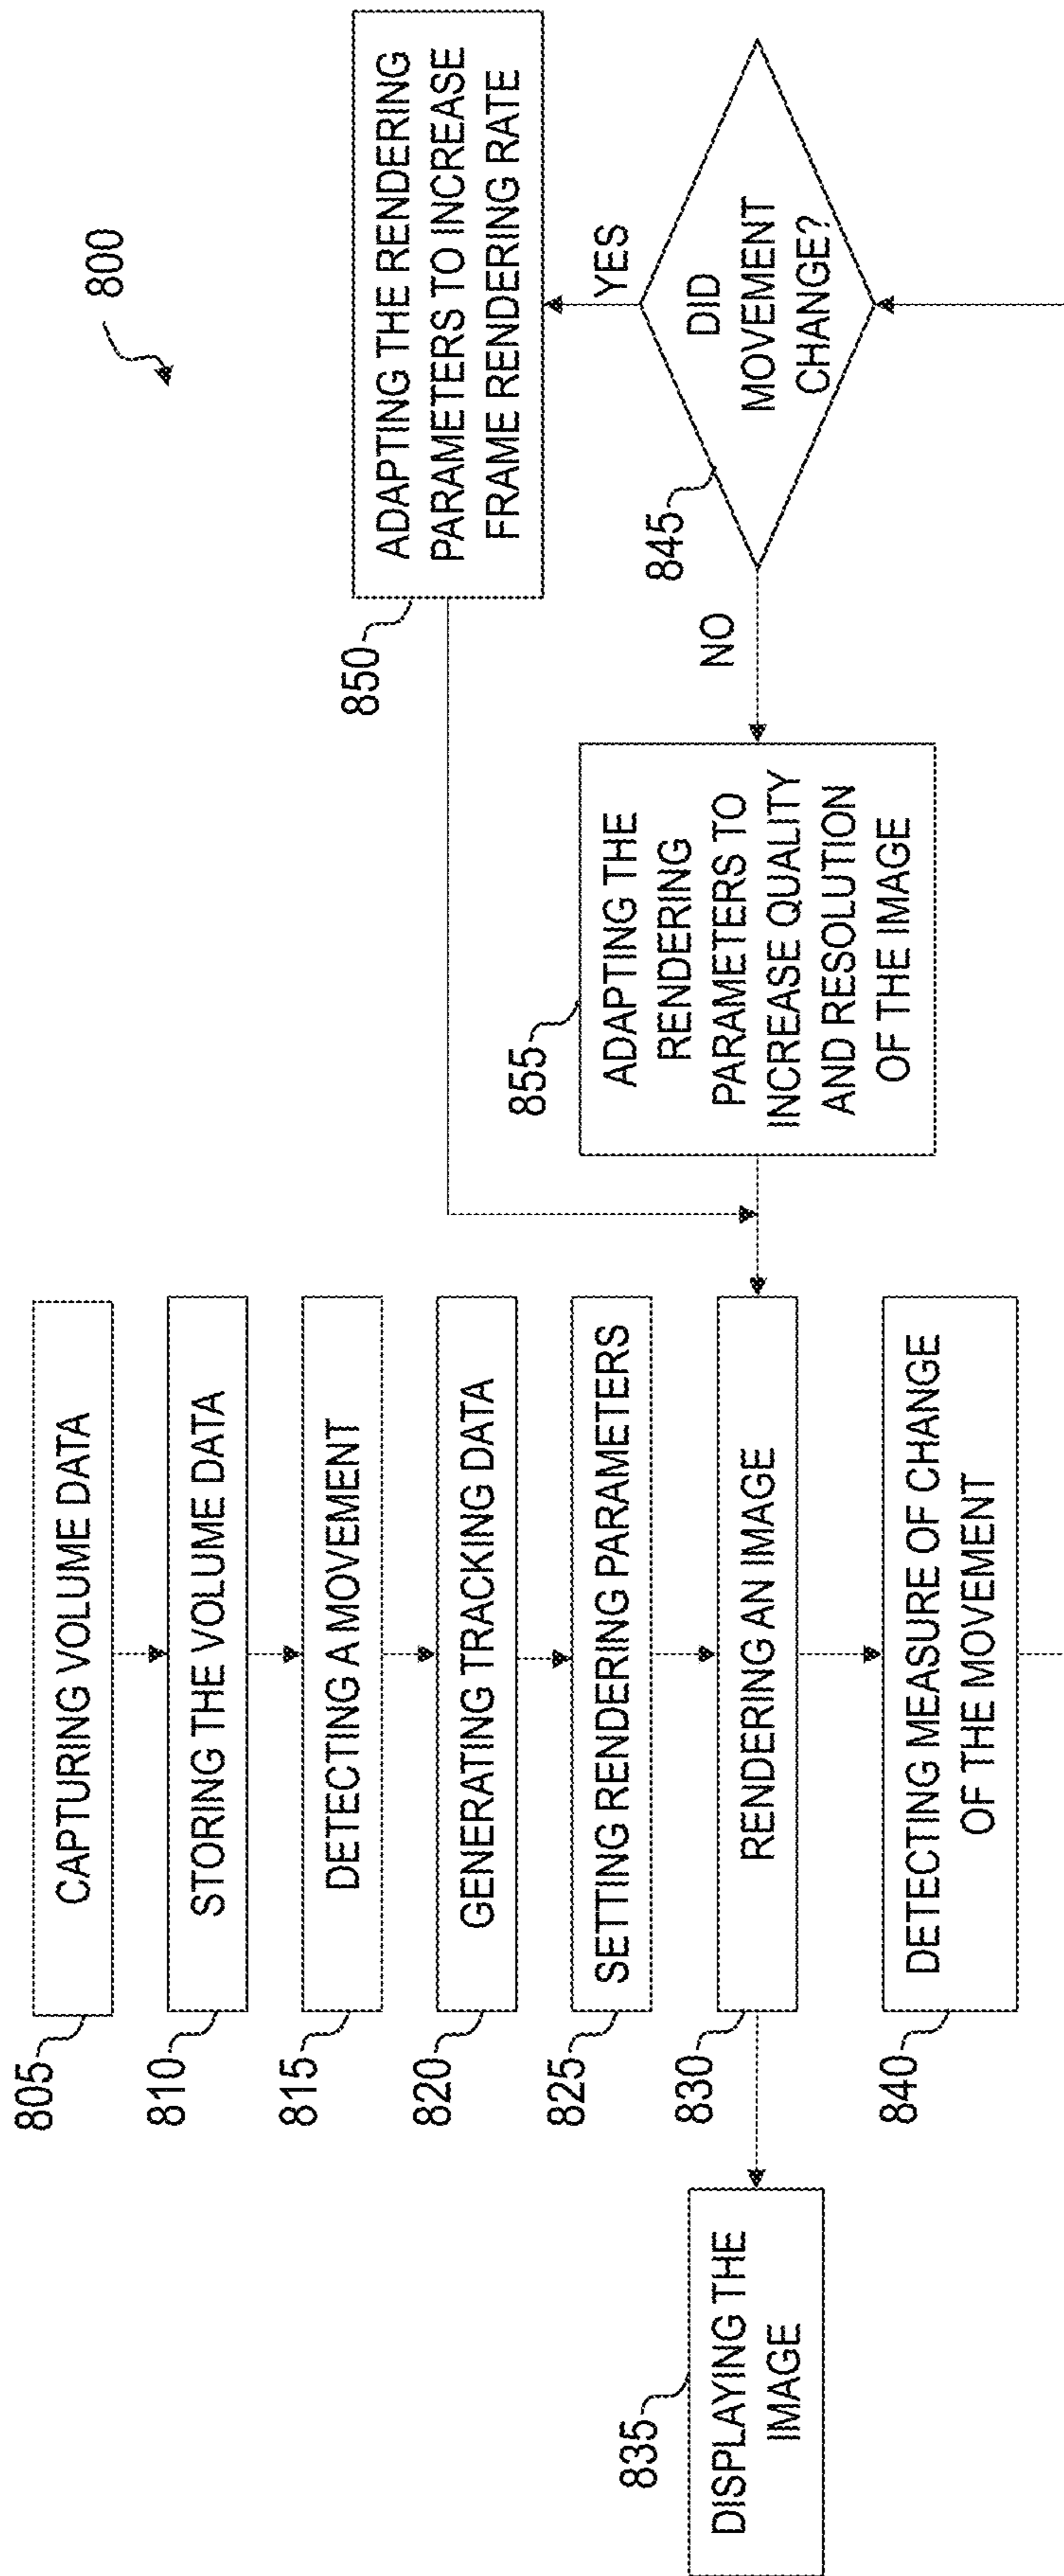 800
805
CAPTURING VOLUME DATA
810
STORING THE VOLUME DATA
815
DETECTING A MOVEMENT
820
GENERATING TRACKING DATA
825
SETTING RENDERING PARAMETERS
830
RENDERING AN IMAGE
835
DISPLAYING THE
IMAGE
840
DETECTING MEASURE OF CHANGE
OF THE MOVEMENT
845
DID
MOVEMENT
CHANGE?
YES
NO
850
ADAPTING THE RENDERING
PARAMETERS TO INCREASE
FRAME RENDERING RATE
855
ADAPTING THE
RENDERING
PARAMETERS TO
INCREASE QUALITY
AND RESOLUTION
OF THE IMAGE